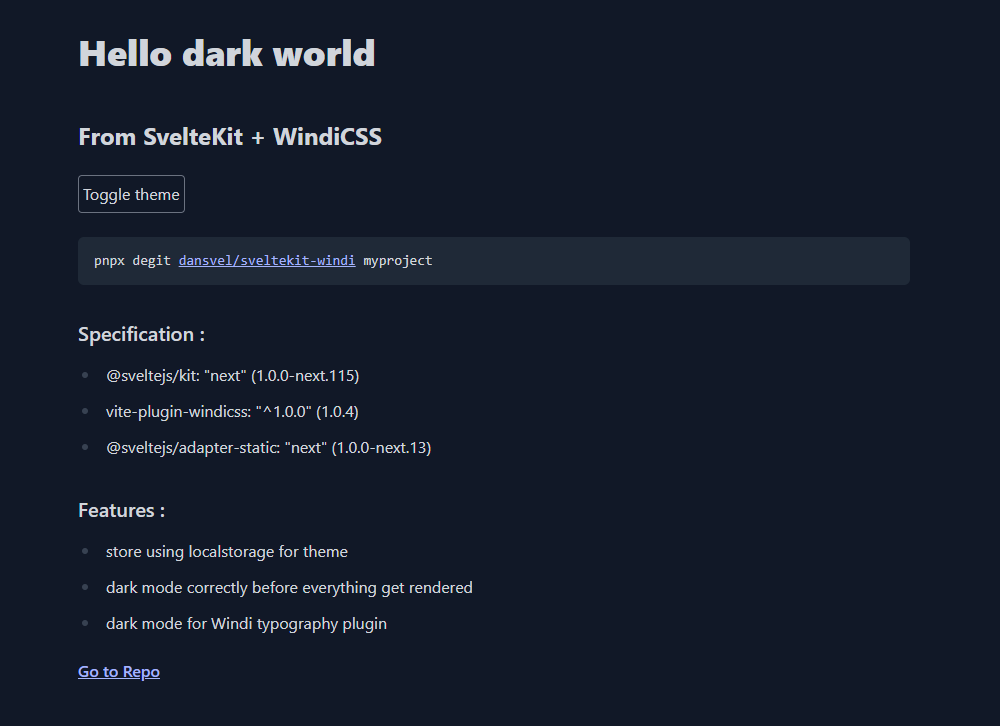 Hello dark world
From SvelteKit + WindiCSS
Toggle theme
pnpx degit dansvel/sveltekit-windi myproject
Specification :
@sveltejs/kit: "next" (1.0.0-next.115)
vite-plugin-windicss: "^1.0.0" (1.0.4)
@sveltejs/adapter-static: "next" (1.0.0-next.13)
Features :
store using localstorage for theme
dark mode correctly before everything get rendered
dark mode for Windi typography plugin
Go to Repo